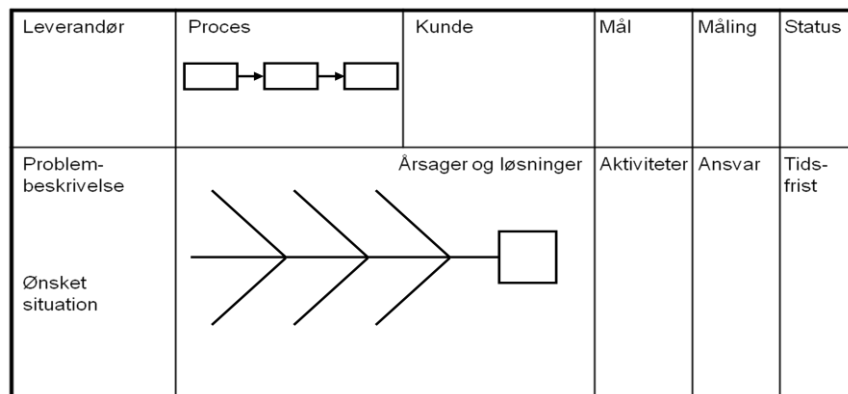 Leverandør
Proces
Kunde
Mål
Måling
Status
Problem-
beskrivelse
Årsager og løsninger
Aktiviteter
Ansvar
Tids-
frist
Ønsket
situation